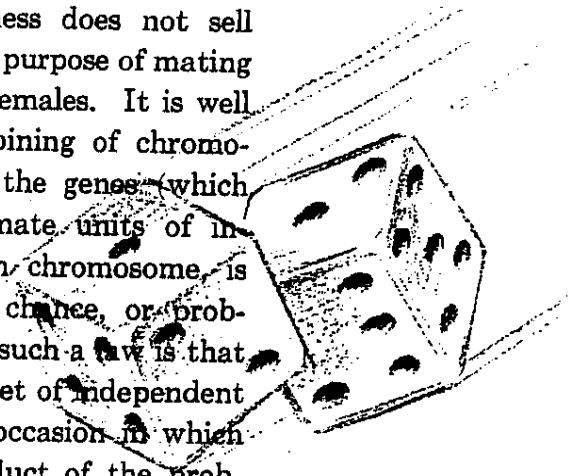 ess does not sell
purpose of mating
emales. It is well
bining of chromo-
the genes (which
mate units of in-
n chromosome, is
chance, or prob-
such a law is that
et of independent
occasion in which
duct of the prob-